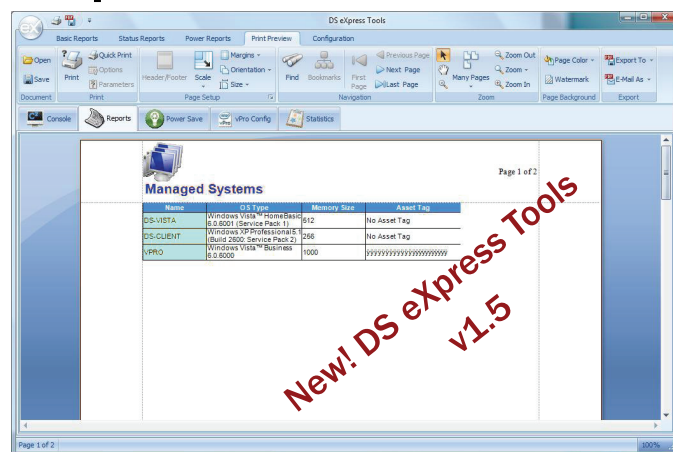 DS eXpress Tools
EX
Basic Reports Status Reports Power Reports Print Preview Configuration
Open
Save
Document
Print
Quick Print
Options
Parameters
Print
Header/Footer
Scale
Margins
Orientation
Size
Page Setup
Find
Bookmarks
First Page
Previous Page
Next Page
Last Page
Navigation
Many Pages
Zoom Out
Zoom
Zoom In
Zoom
Page Color
Watermark
Page Background
Export To
E-Mail As
Export
Console Reports Power Save vPro Config Statistics
Page 1 of 2
Managed Systems
Name OS Type Memory Size Asset Tag
DS-VISTA Windows Vista™ HomeBasic 6.0.6001 (Service Pack 1) 612 No Asset Tag
DS-CLIENT Windows XP Professional 5.1 (Build 2600: Service Pack 2) 256 No Asset Tag
VPRO Windows Vista™ Business 6.0.6000 1000
New! DS eXpress Tools
v1.5
Page 1 of 2
100%